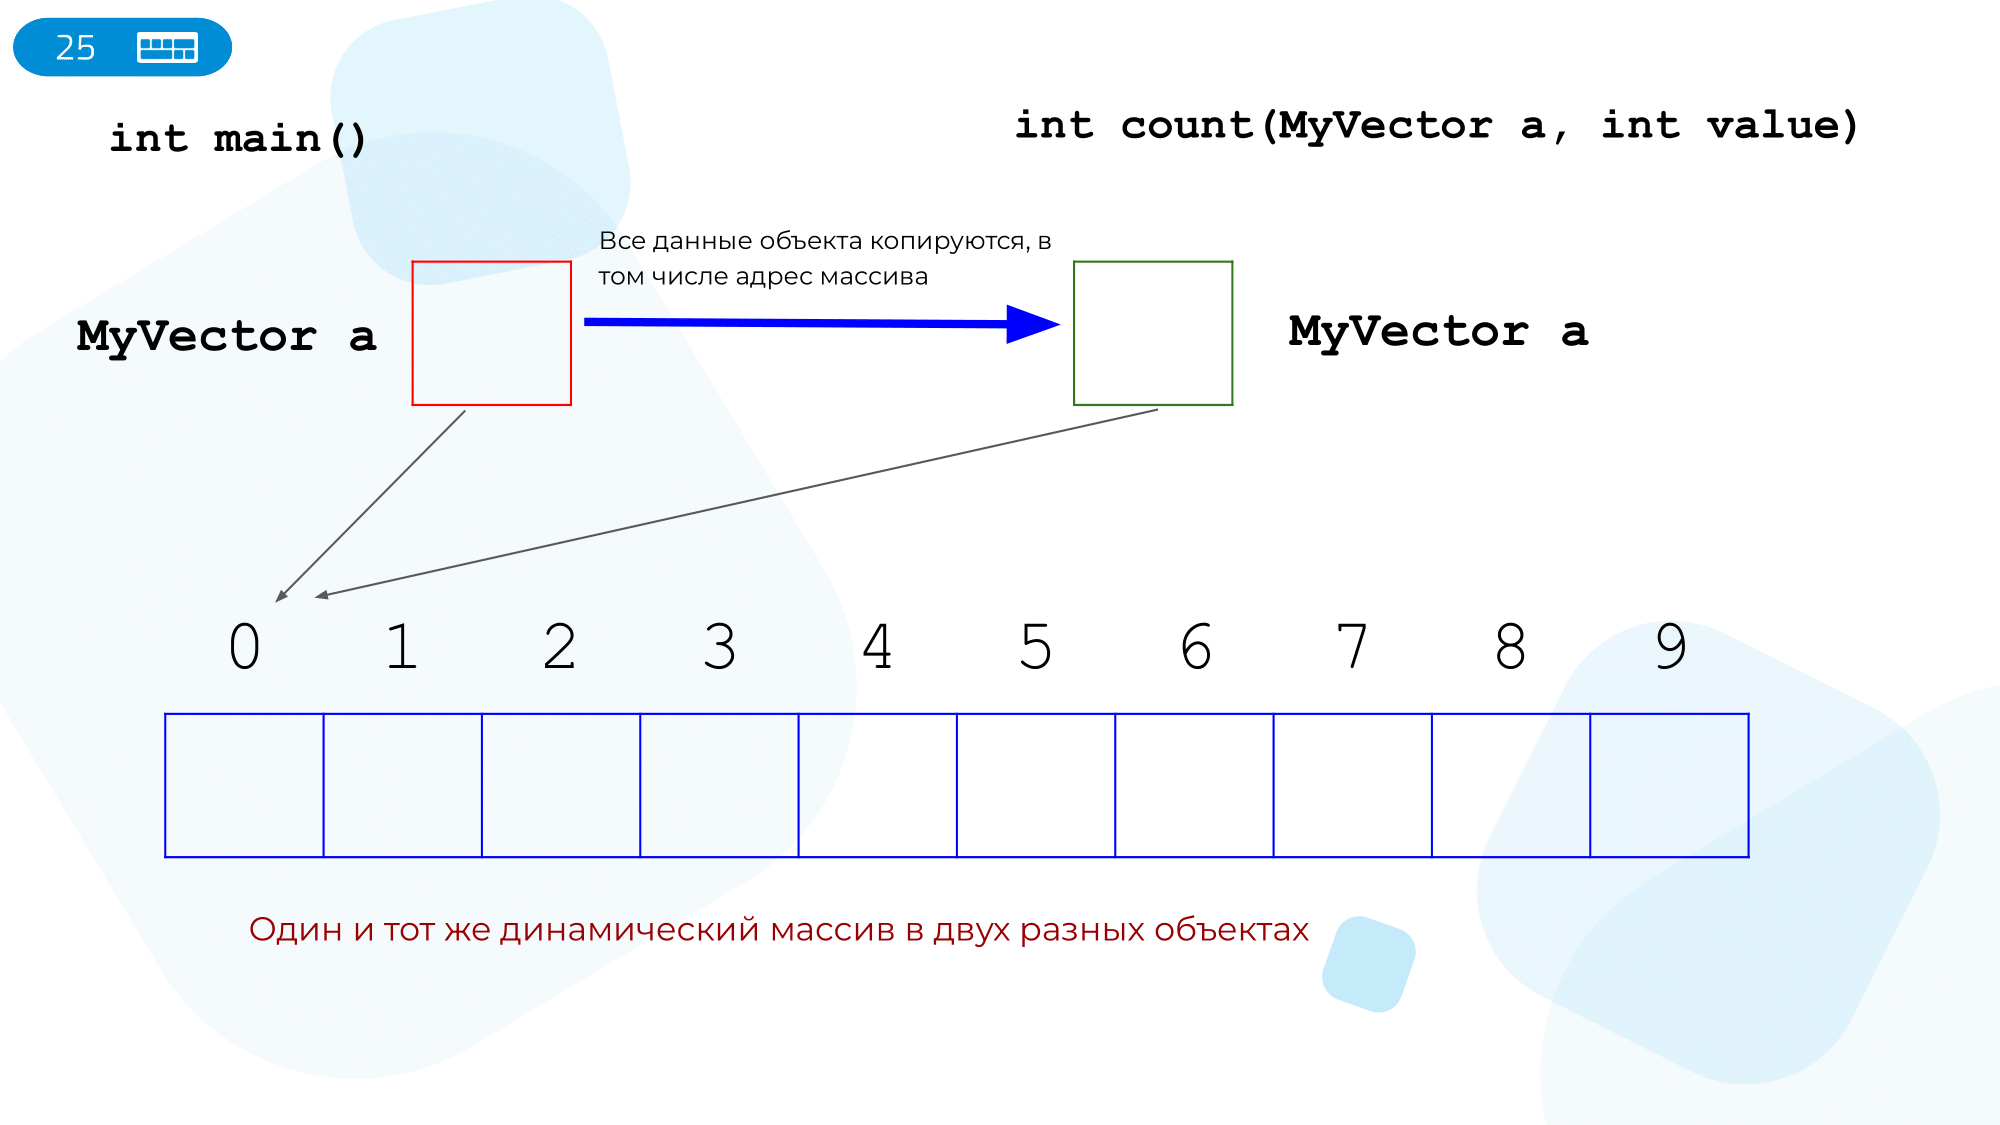 25
int main()
int count(MyVector a, int value)
Все данные объекта копируются, в
том числе адрес массива
MyVector a
MyVector a
0 1 2 3 4 5 6 7 8 9
Один и тот же динамический массив в двух разных объектах